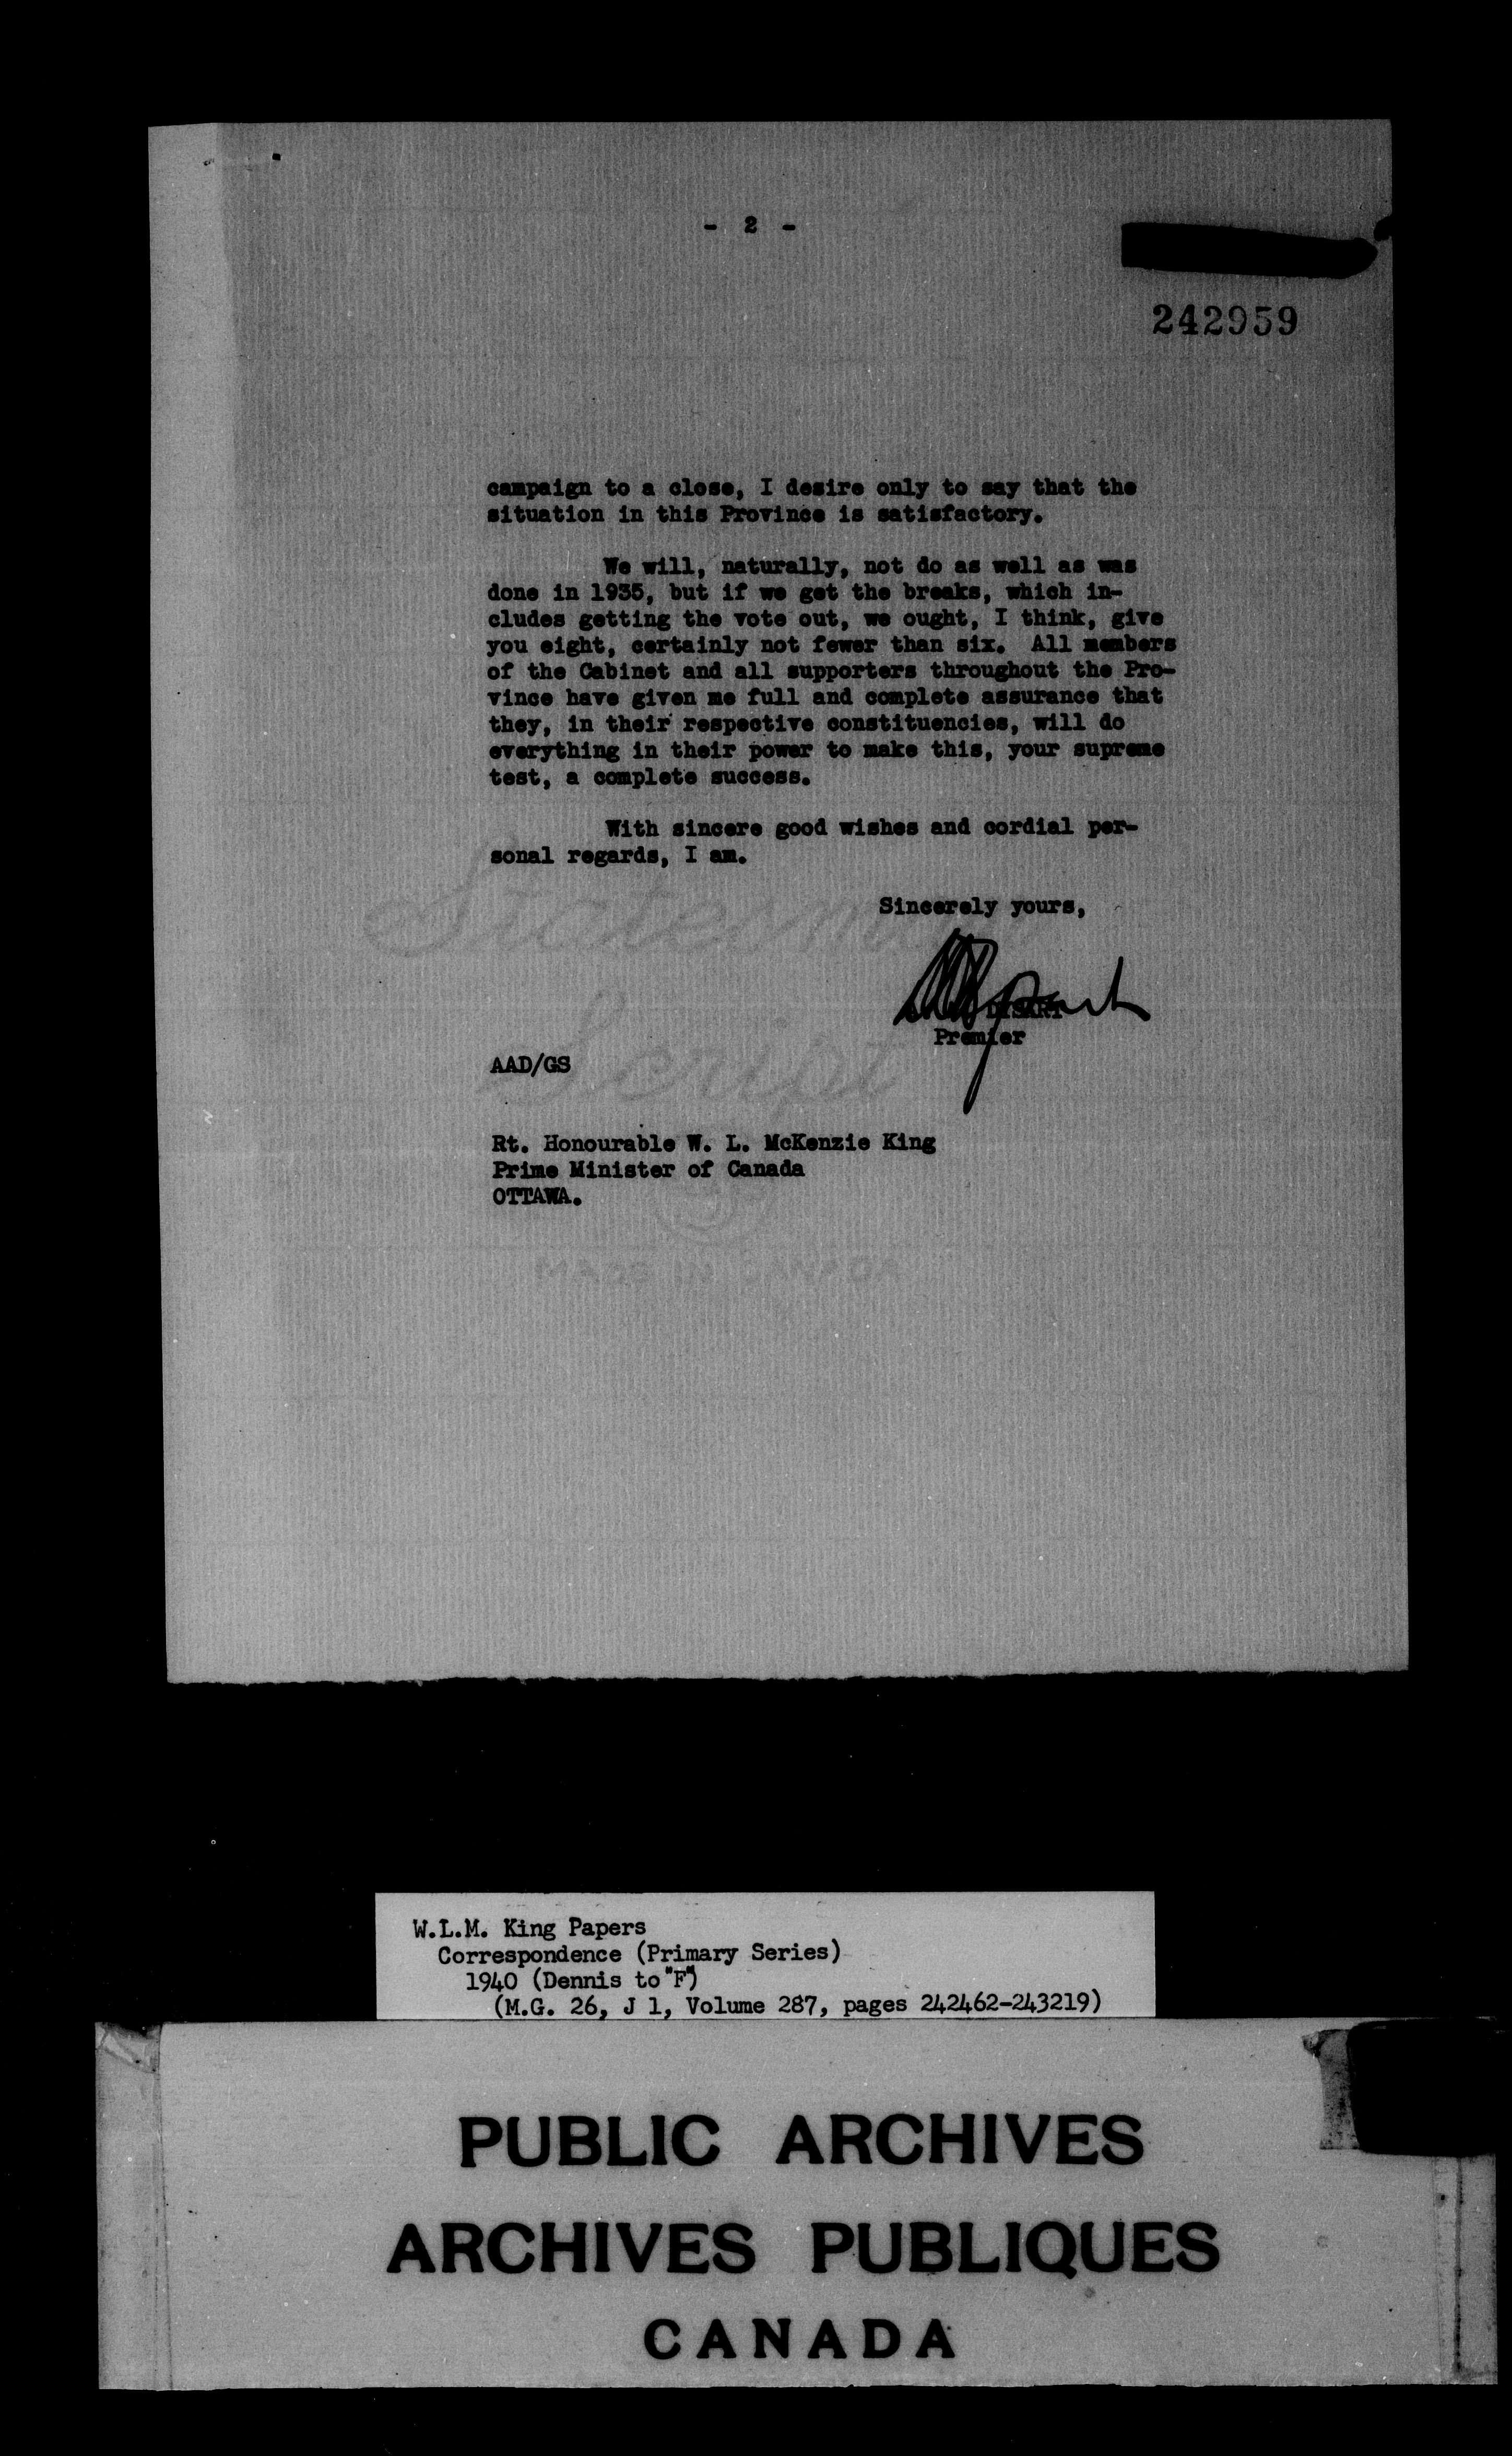 - 2 -
242959
campaign to a close, I desire only to say that the
situation in this Province is satisfactory.
We will, naturally, not do as well as was
done in 1935, but if we get the breaks, which in-
cludes getting the vote out, we ought, I think, give
you eight, certainly not fewer than six. All members
of the Cabinet and all supporters throughout the Pro-
vince have given me full and complete assurance that
they, in their respective constituencies, will do
everything in their power to make this, your supreme
test, a complete success.
With sincere good wishes and cordial per-
sonal regards, I am.
Sincerely yours,
DYSART
Premier
AAD/GS
Script
Rt. Honourable W. L. McKenzie King
Prime Minister of Canada
OTTAWA.
MADE IN CANADA
W.L.M. King Papers
Correspondence (Primary Series)
1940 (Dennis to "F")
(M.G. 26, J 1, Volume 287, pages 242462-243219)
PUBLIC ARCHIVES
ARCHIVES PUBLIQUES
CANADA